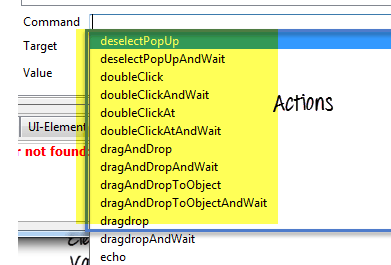 Command
Target
Value
deselectPopUp
deselectPopUpAndWait
doubleClick
doubleClickAndWait
doubleClickAt
doubleClickAtAndWait
dragAndDrop
dragAndDropAndWait
dragAndDropToObject
dragAndDropToObjectAndWait
dragdrop
dragdropAndWait
echo
Actions
UI-Element
r not found: